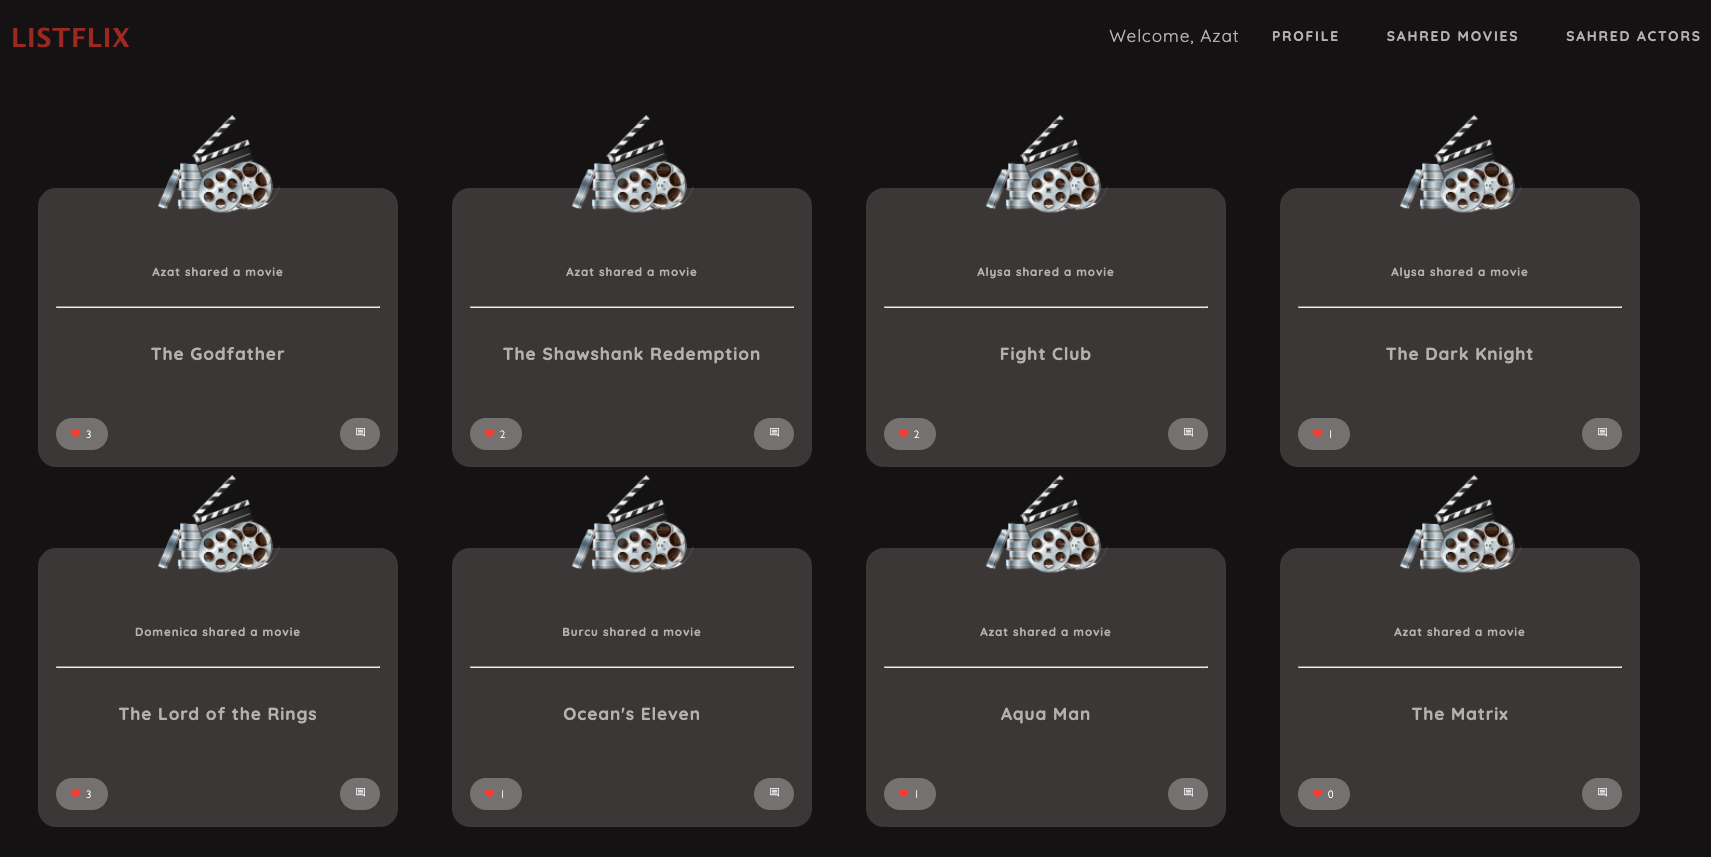 LISTFLIX
Welcome, Azat
PROFILE
SAHRED MOVIES
SAHRED ACTORS
Azat shared a movie
The Godfather
3
Azat shared a movie
The Shawshank Redemption
2
Alysa shared a movie
Fight Club
2
Alysa shared a movie
The Dark Knight
1
Domenica shared a movie
The Lord of the Rings
3
Burcu shared a movie
Ocean's Eleven
1
Azat shared a movie
Aqua Man
1
Azat shared a movie
The Matrix
0